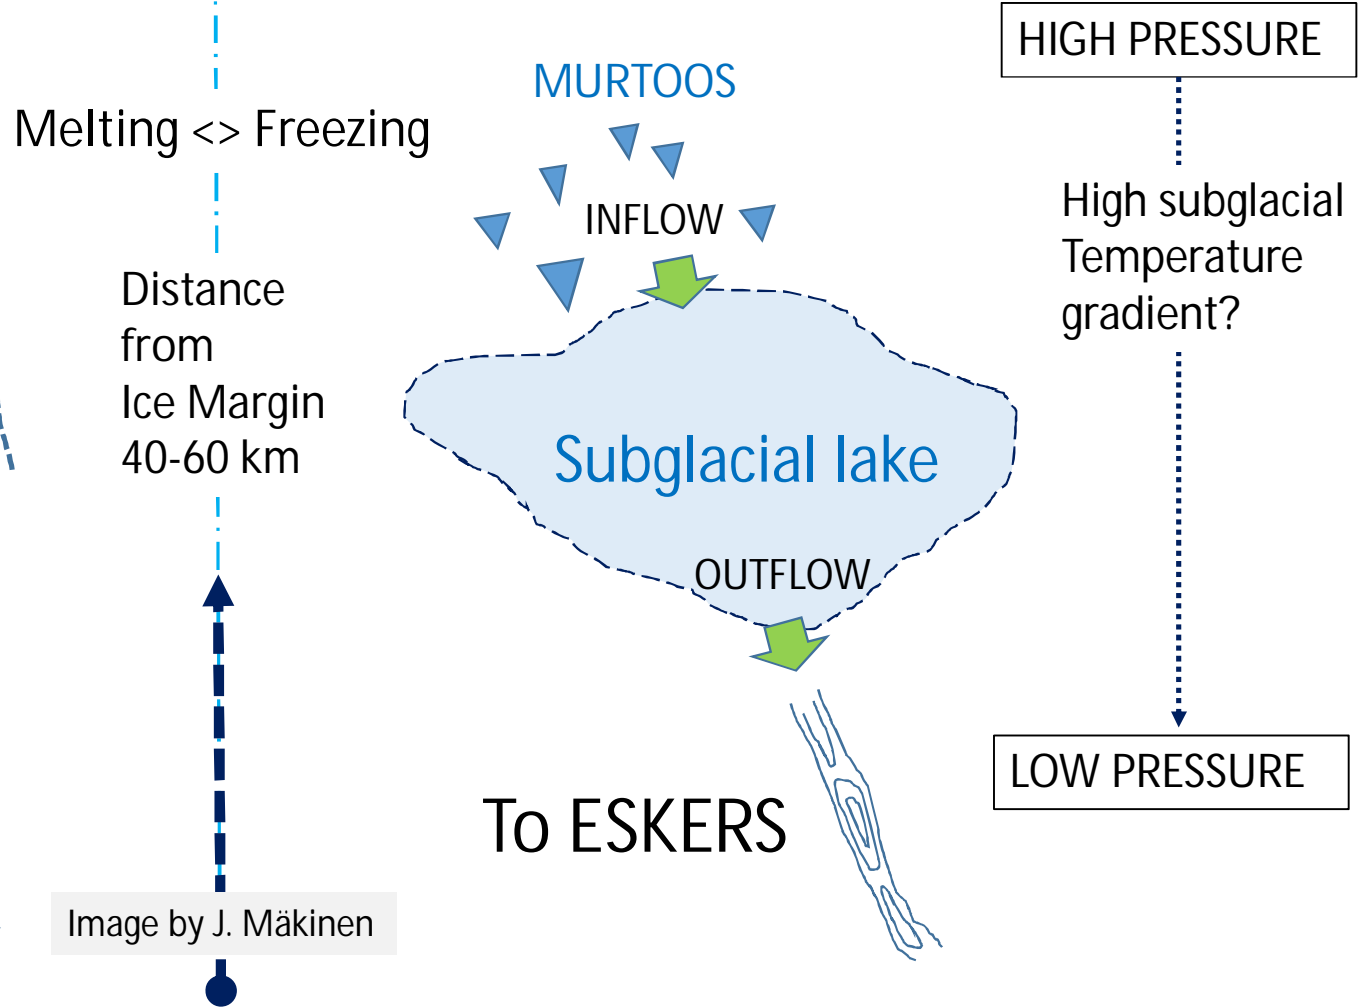 HIGH PRESSURE
MURTOOS
Melting <> Freezing
INFLOW
High subglacial
Temperature
gradient?
Distance
from
Ice Margin
40-60 km
Subglacial lake
OUTFLOW
LOW PRESSURE
To ESKERS
Image by J. Mäkinen